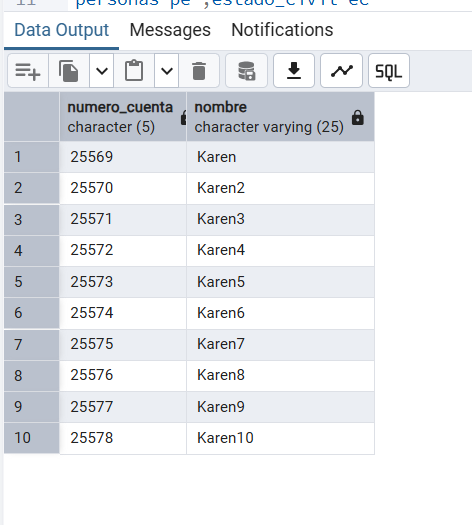 11 personas pe ,estado_civil ec
Data Output Messages Notifications
SQL
numero_cuenta nombre
character (5) character varying (25)
1 25569 Karen
2 25570 Karen2
3 25571 Karen3
4 25572 Karen4
5 25573 Karen5
6 25574 Karen6
7 25575 Karen7
8 25576 Karen8
9 25577 Karen9
10 25578 Karen10